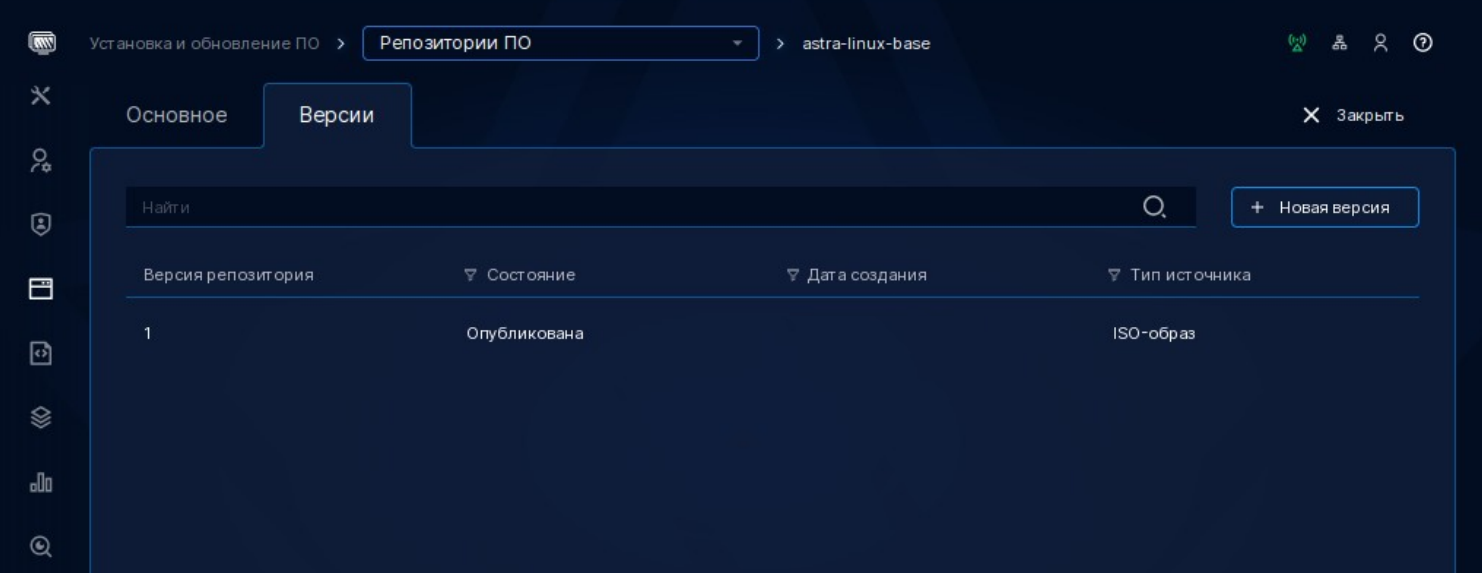 Установка и обновление ПО > Репозитории ПО > astra-linux-base
Основное Версии Закрыть
Найти + Новая версия
Версия репозитория Состояние Дата создания Тип источника
1 Опубликована ISO-образ